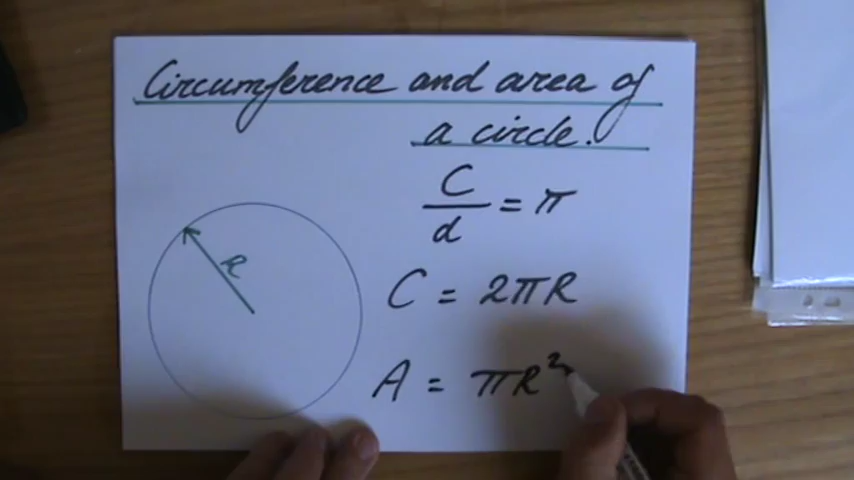 Circumference and area of
a circle.
C/d = π
R
C = 2πR
A = πR²